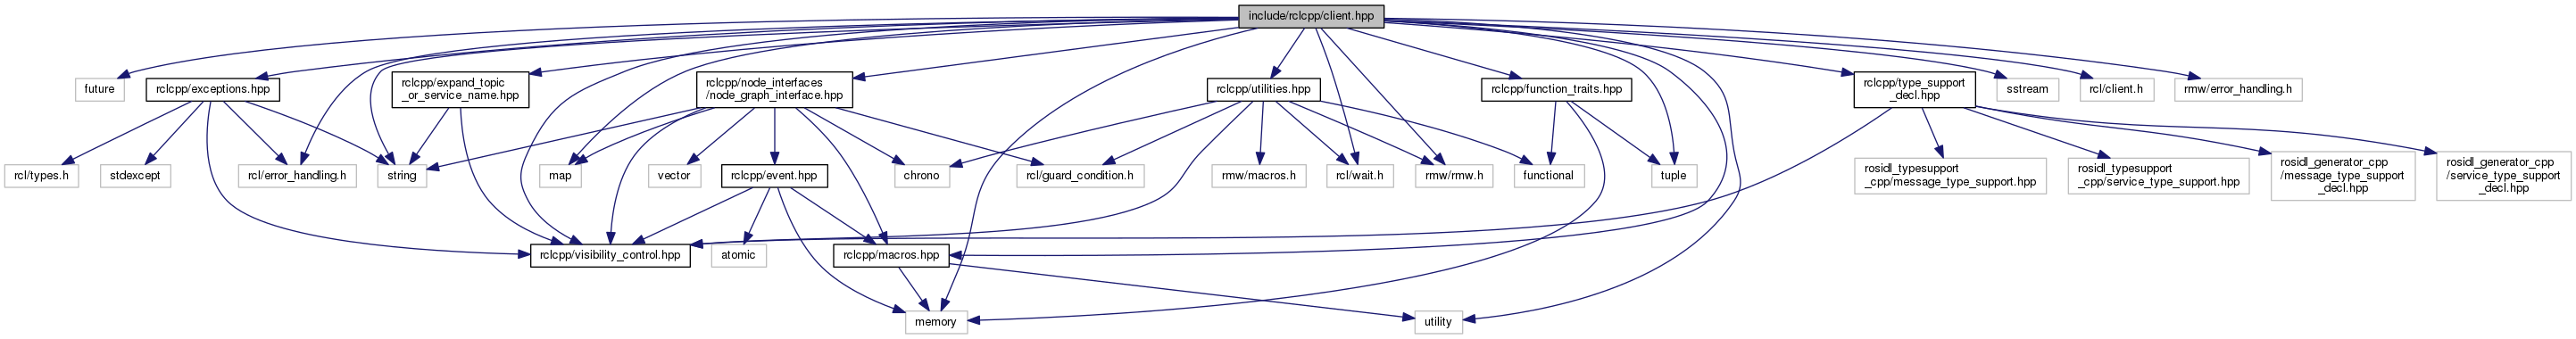 include/rclcpp/client.hpp
future
rclcpp/exceptions.hpp
rclcpp/expand_topic
_or_service_name.hpp
rclcpp/node_interfaces
/node_graph_interface.hpp
rclcpp/utilities.hpp
rclcpp/function_traits.hpp
rclcpp/type_support
_decl.hpp
sstream
rcl/client.h
rmw/error_handling.h
rcl/types.h
stdexcept
rcl/error_handling.h
string
map
vector
rclcpp/event.hpp
chrono
rcl/guard_condition.h
rmw/macros.h
rcl/wait.h
rmw/rmw.h
functional
tuple
rosidl_typesupport
_cpp/message_type_support.hpp
rosidl_typesupport
_cpp/service_type_support.hpp
rosidl_generator_cpp
/message_type_support
_decl.hpp
rosidl_generator_cpp
/service_type_support
_decl.hpp
rclcpp/visibility_control.hpp
atomic
rclcpp/macros.hpp
memory
utility